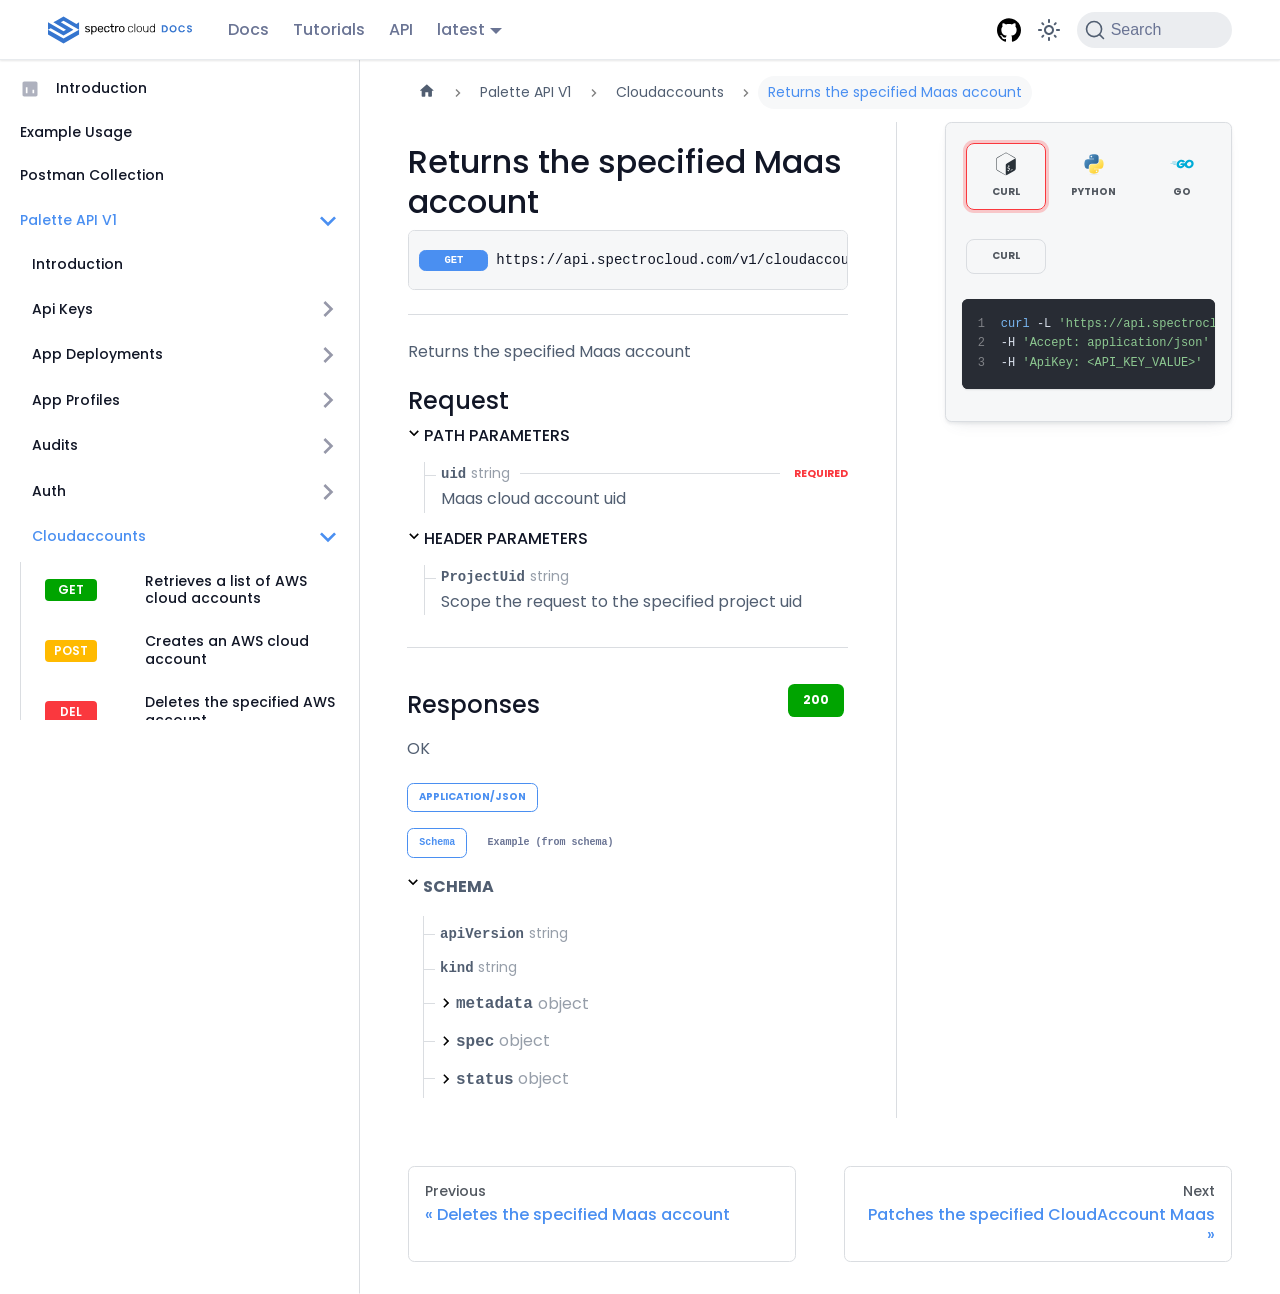 spectro cloud DOCS
Docs
Tutorials
API
latest
Search
Introduction
Example Usage
Postman Collection
Palette API V1
Introduction
Api Keys
App Deployments
App Profiles
Audits
Auth
Cloudaccounts
GET
Retrieves a list of AWS
cloud accounts
POST
Creates an AWS cloud
account
DEL
Deletes the specified AWS
account
Palette API V1
Cloudaccounts
Returns the specified Maas account
Returns the specified Maas
account
GET
https://api.spectrocloud.com/v1/cloudaccou
Returns the specified Maas account
Request
PATH PARAMETERS
uid string
REQUIRED
Maas cloud account uid
HEADER PARAMETERS
ProjectUid string
Scope the request to the specified project uid
Responses
200
OK
APPLICATION/JSON
Schema
Example (from schema)
SCHEMA
apiVersion string
kind string
metadata object
spec object
status object
CURL
PYTHON
GO
CURL
1 curl -L 'https://api.spectrocl
2 -H 'Accept: application/json'
3 -H 'ApiKey: <API_KEY_VALUE>'
Previous
« Deletes the specified Maas account
Next
Patches the specified CloudAccount Maas
»